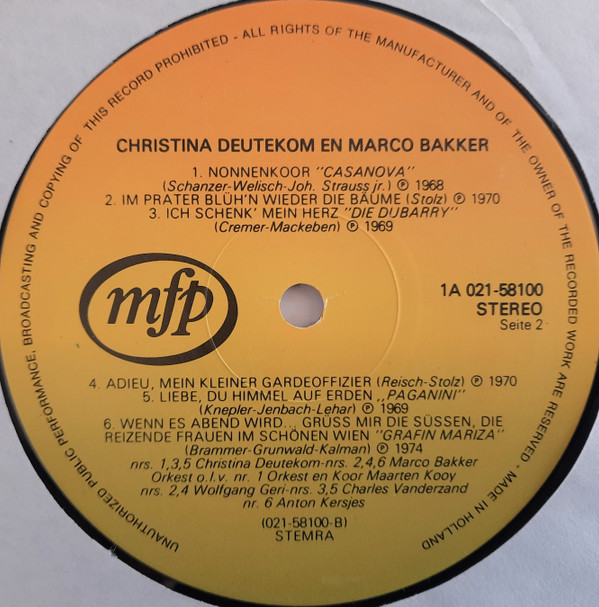 UNAUTHORIZED PUBLIC PERFORMANCE, BROADCASTING AND COPYING OF THIS RECORD PROHIBITED - ALL RIGHTS OF THE MANUFACTURER AND OF THE OWNER OF THE RECORDED WORK ARE RESERVED - MADE IN HOLLAND
CHRISTINA DEUTEKOM EN MARCO BAKKER
1. NONNENKOOR "CASANOVA"
(Schanzer-Welisch-Joh. Strauss jr.) ℗ 1968
2. IM PRATER BLÜH'N WIEDER DIE BÄUME (Stolz) ℗ 1970
3. ICH SCHENK' MEIN HERZ "DIE DUBARRY"
(Cremer-Mackeben) ℗ 1969
mfp
1A 021-58100
STEREO
Seite 2
4. ADIEU, MEIN KLEINER GARDEOFFIZIER (Reisch-Stolz) ℗ 1970
5. LIEBE, DU HIMMEL AUF ERDEN ,,PAGANINI"
(Knepler-Jenbach-Lehar) ℗ 1969
6. WENN ES ABEND WIRD... GRÜSS MIR DIE SÜSSEN, DIE
REIZENDE FRAUEN IM SCHÖNEN WIEN "GRAFIN MARIZA"
(Brammer-Grunwald-Kalman) ℗ 1974
nrs. 1,3,5 Christina Deutekom-nrs. 2,4,6 Marco Bakker
Orkest o.l.v. nr. 1 Orkest en Koor Maarten Kooy
nrs. 2,4 Wolfgang Geri-nrs. 3,5 Charles Vanderzand
nr. 6 Anton Kersjes
(021-58100-B)
STEMRA